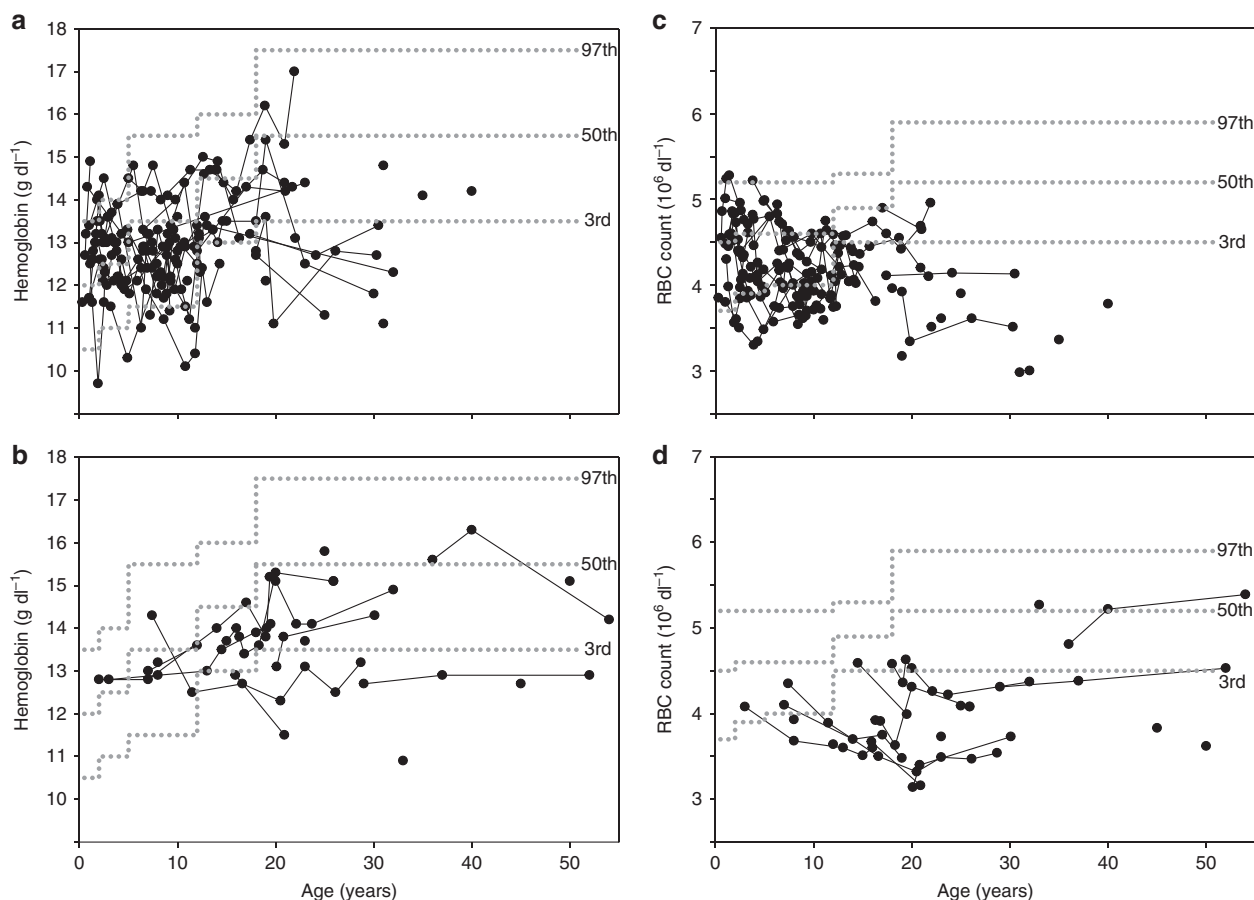 a
18
17
16
15
14
13
12
11
10
Hemoglobin (g dl⁻¹)
97th
50th
3rd
c
7
6
5
4
3
RBC count (10⁶ dl⁻¹)
97th
50th
3rd
b
18
17
16
15
14
13
12
11
10
Hemoglobin (g dl⁻¹)
97th
50th
3rd
0 10 20 30 40 50
Age (years)
d
7
6
5
4
3
RBC count (10⁶ dl⁻¹)
97th
50th
3rd
0 10 20 30 40 50
Age (years)